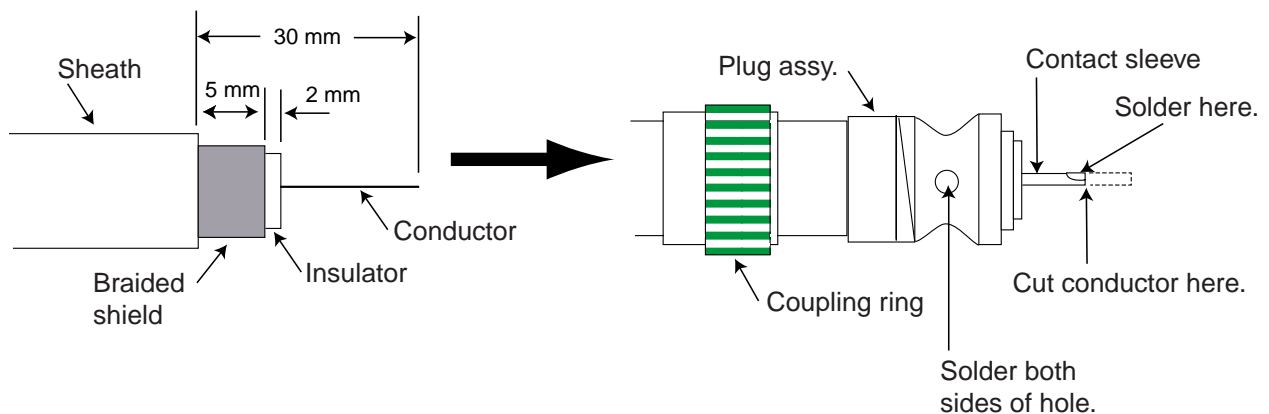 30 mm
Sheath
5 mm
2 mm
Conductor
Insulator
Braided
shield
Plug assy.
Contact sleeve
Solder here.
Coupling ring
Cut conductor here.
Solder both
sides of hole.